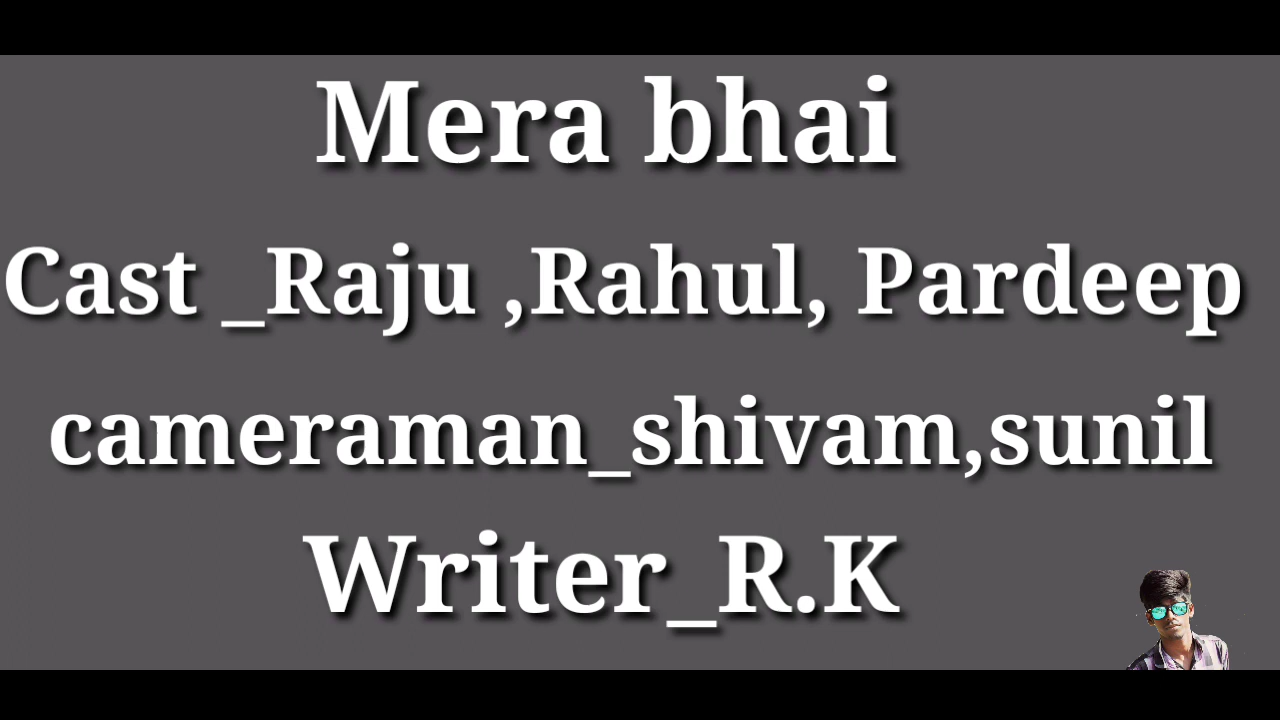 Mera bhai
Cast _Raju ,Rahul, Pardeep
cameraman_shivam,sunil
Writer_R.K